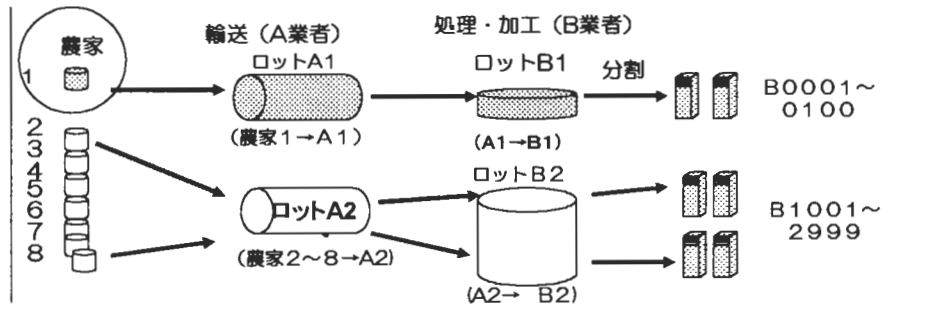 農家
1
2
3
4
5
6
7
8
輸送（A業者）
ロットA1
（農家1→A1）
ロットA2
（農家2～8→A2）
処理・加工（B業者）
ロットB1
（A1→B1）
ロットB2
（A2→　B2）
分割
B0001～
0100
B1001～
2999